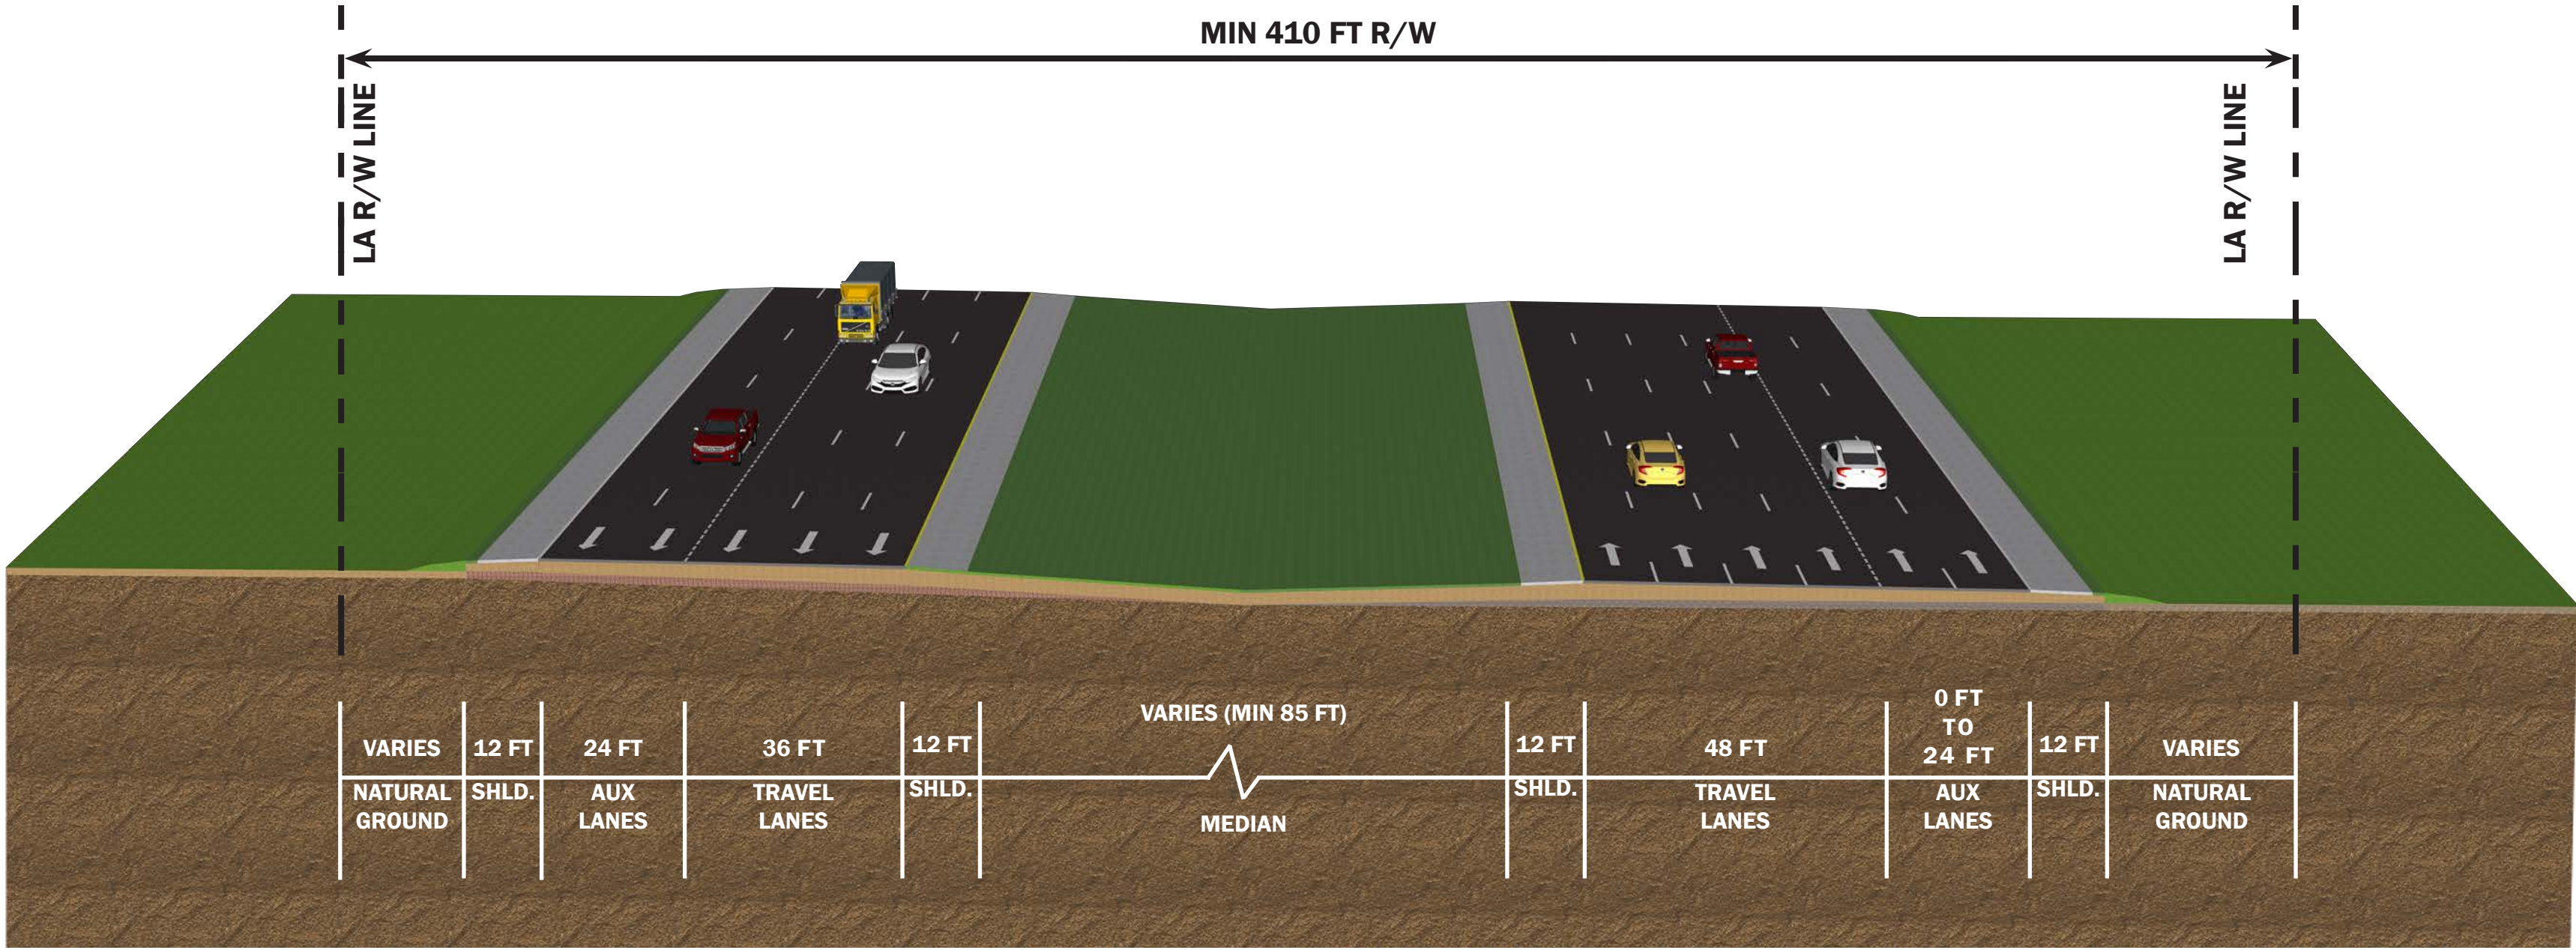 MIN 410 FT R/W
LA R/W LINE
LA R/W LINE
VARIES
NATURAL
GROUND
12 FT
SHLD.
24 FT
AUX
LANES
36 FT
TRAVEL
LANES
12 FT
SHLD.
VARIES (MIN 85 FT)
MEDIAN
12 FT
SHLD.
48 FT
TRAVEL
LANES
0 FT
TO
24 FT
AUX
LANES
12 FT
SHLD.
VARIES
NATURAL
GROUND